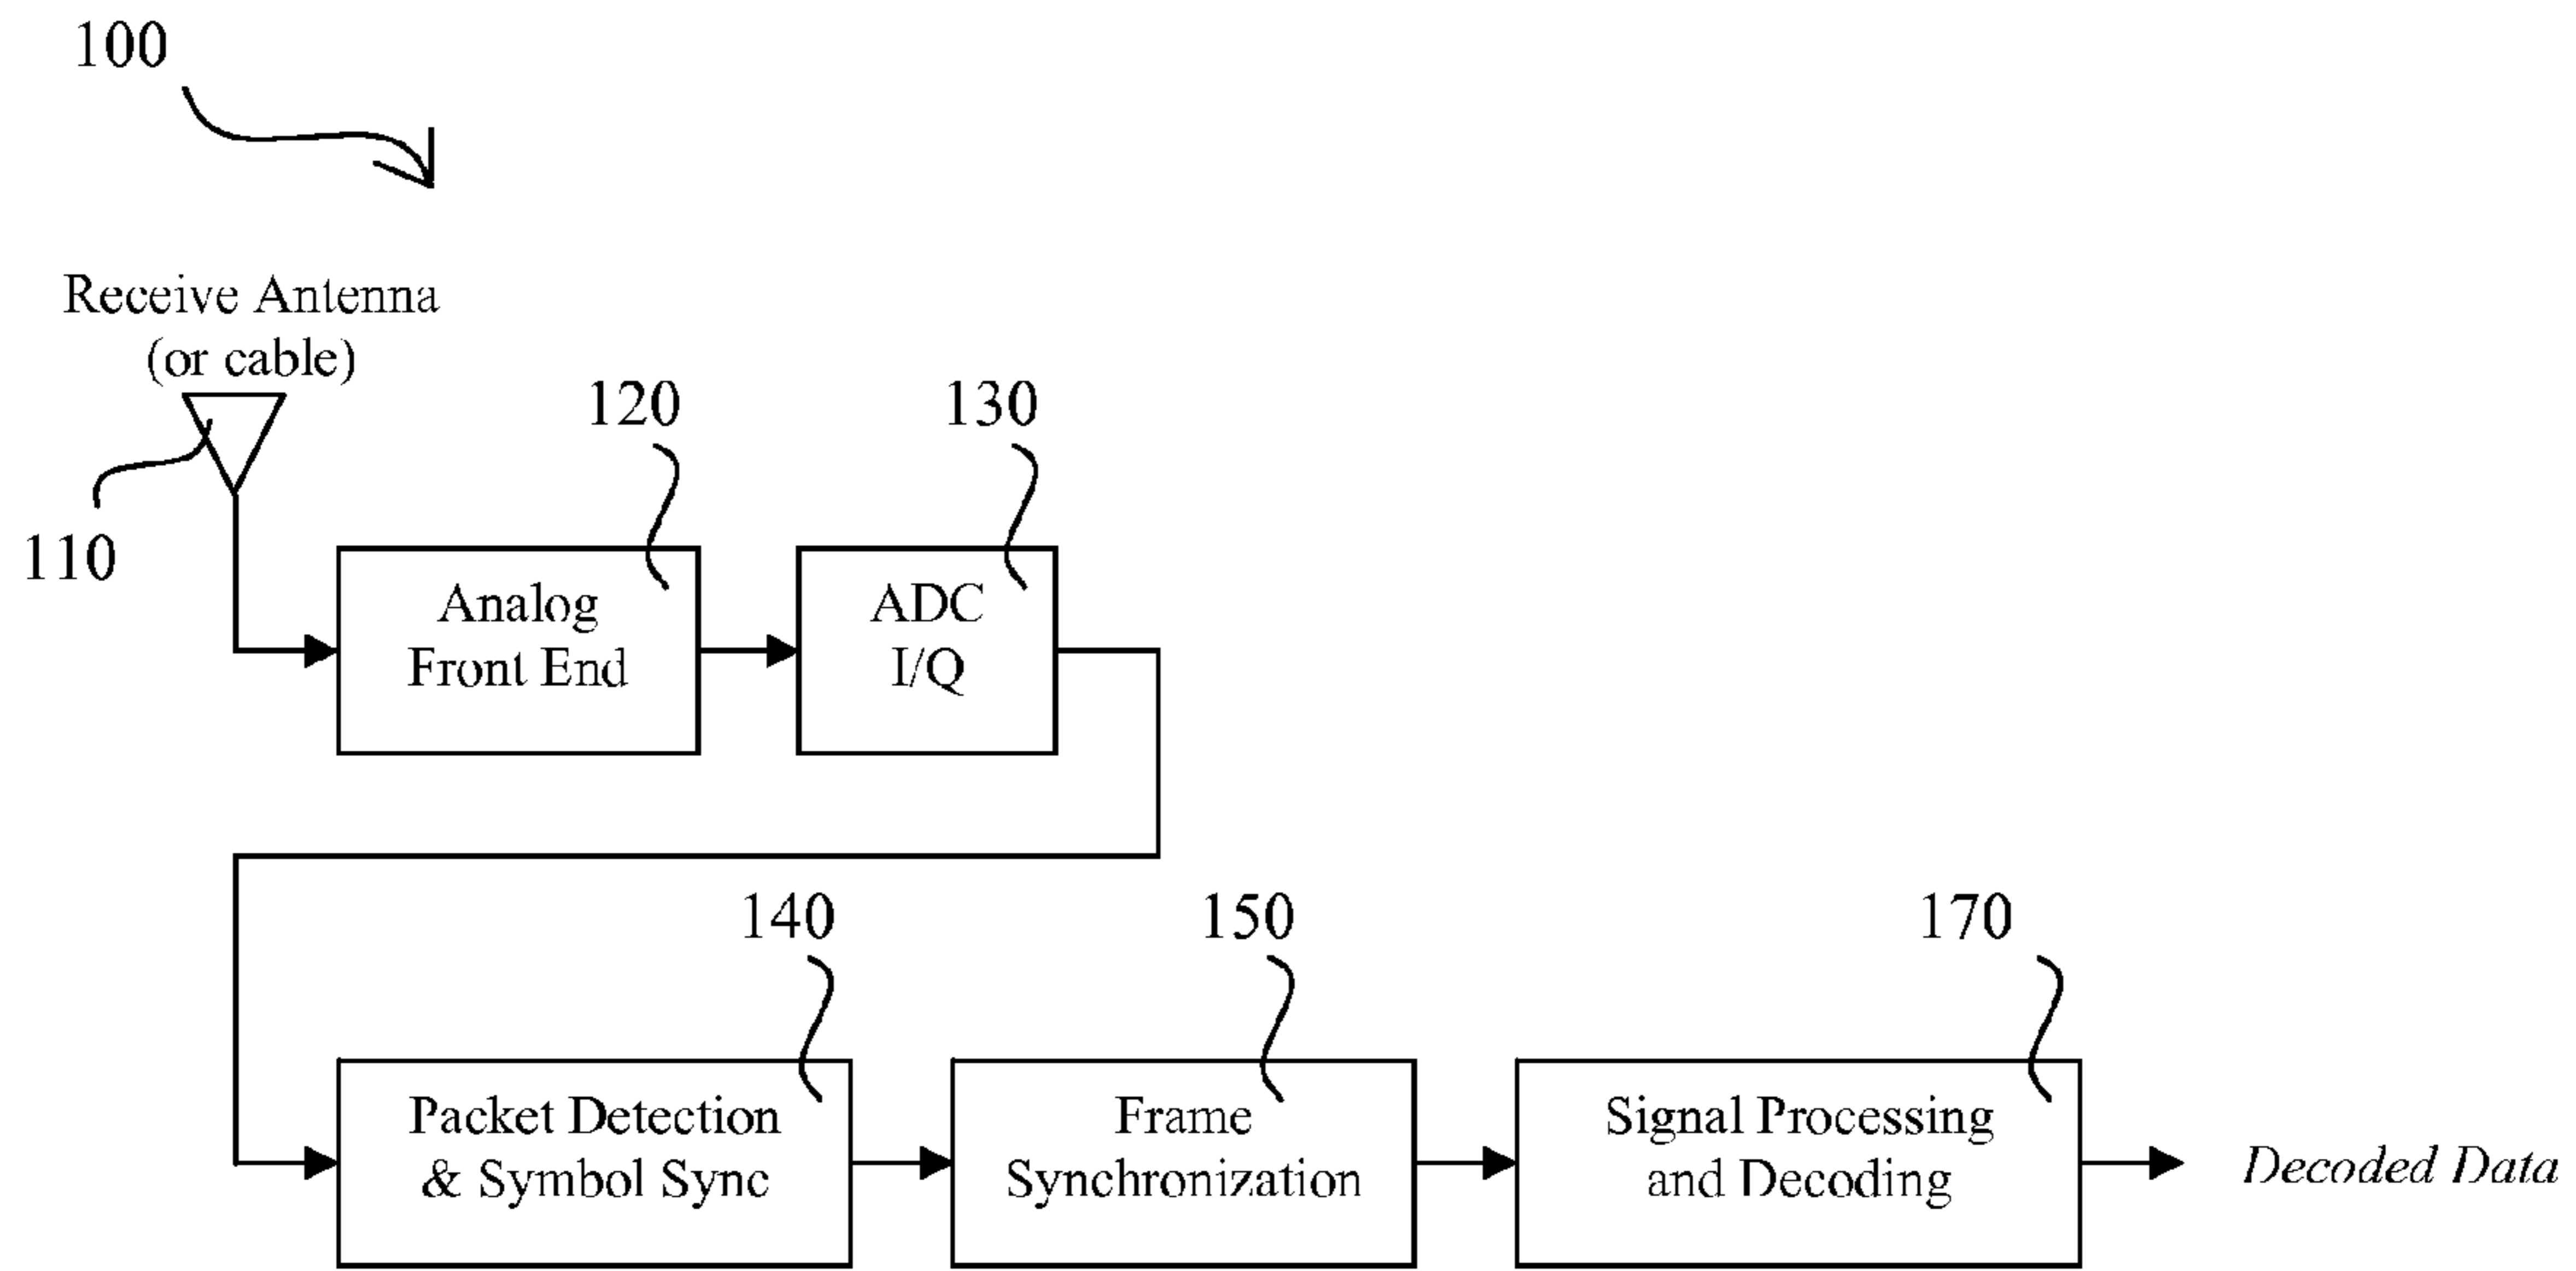 100
Receive Antenna
(or cable)
110
120
130
Analog
Front End
ADC
I/Q
140
150
170
Packet Detection
& Symbol Sync
Frame
Synchronization
Signal Processing
and Decoding
Decoded Data